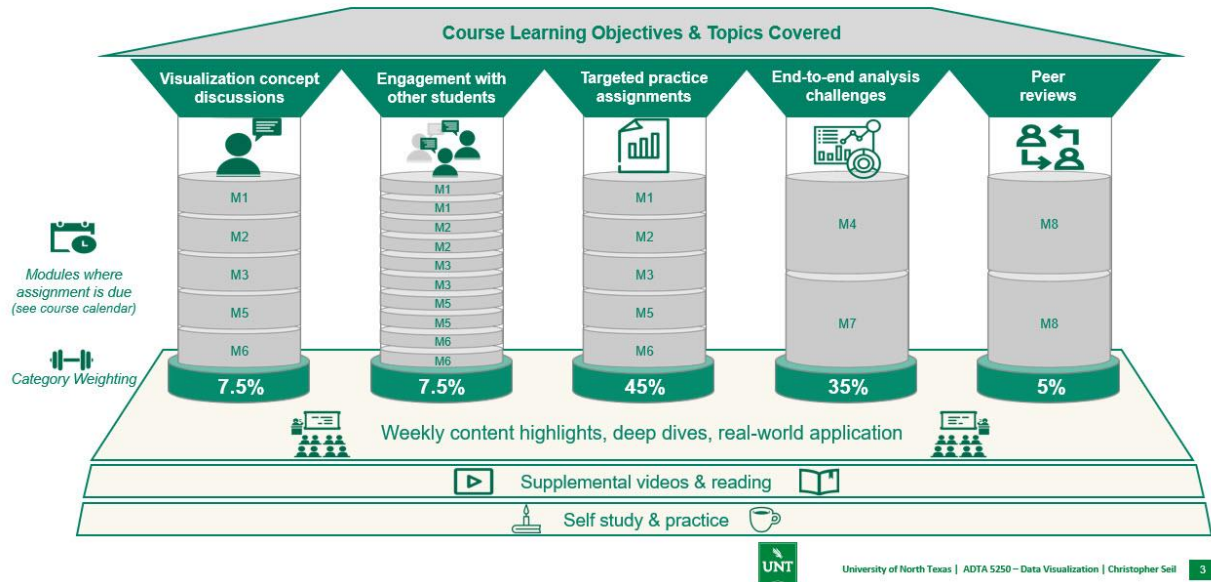 Course Learning Objectives & Topics Covered
Visualization concept
discussions
Engagement with
other students
Targeted practice
assignments
End-to-end analysis
challenges
Peer
reviews
M1
M2
M3
M5
M6
M1
M1
M2
M2
M3
M3
M5
M5
M6
M6
M1
M2
M3
M5
M6
M4
M7
M8
M8
Modules where
assignment is due
(see course calendar)
Category Weighting
7.5%
7.5%
45%
35%
5%
Weekly content highlights, deep dives, real-world application
Supplemental videos & reading
Self study & practice
UNT
University of North Texas | ADTA 5250 – Data Visualization | Christopher Seil
3